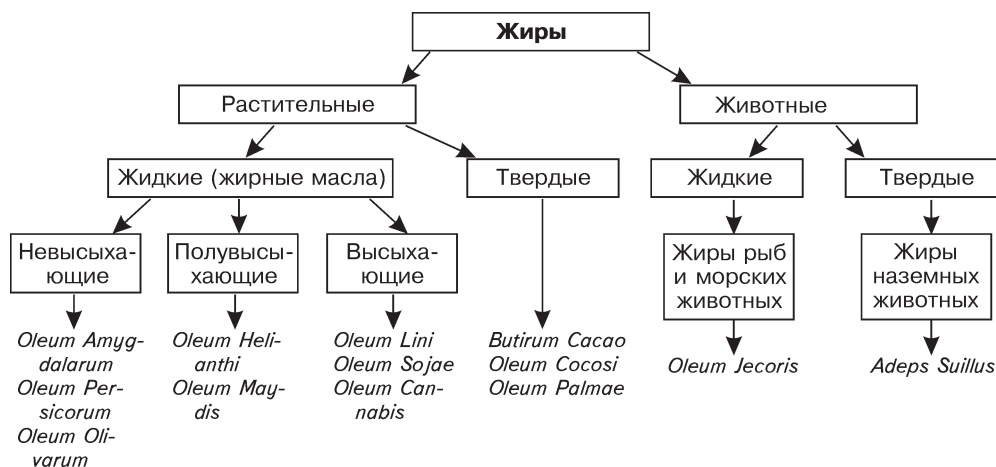 Жиры
Растительные
Животные
Жидкие (жирные масла)
Твердые
Жидкие
Твердые
Невысыха-
ющие
Полувысы-
хающие
Высыха-
ющие
Жиры рыб
и морских
животных
Жиры
наземных
животных
Oleum Amyg-
dalarum
Oleum Per-
sicorum
Oleum Oli-
varum
Oleum Heli-
anthi
Oleum May-
dis
Oleum Lini
Oleum Sojae
Oleum Can-
nabis
Butirum Cacao
Oleum Cocosi
Oleum Palmae
Oleum Jecoris
Adeps Suillus